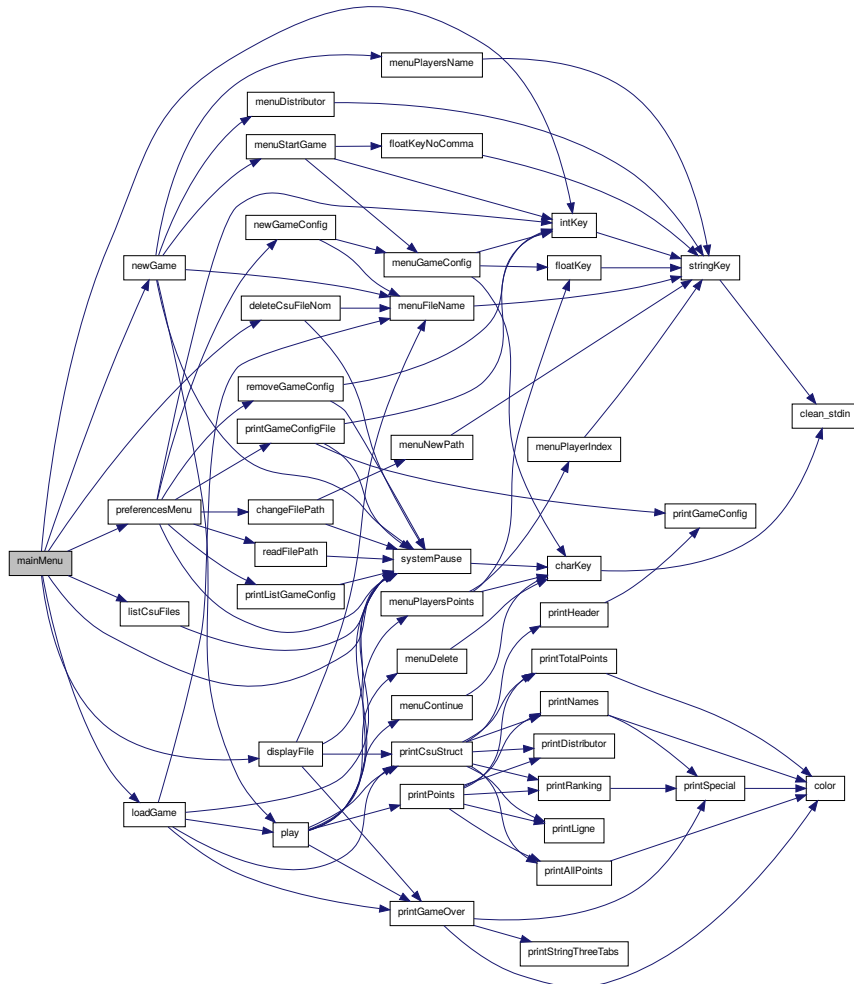 menuPlayersName
menuDistributor
menuStartGame
floatKeyNoComma
newGameConfig
intKey
newGame
menuGameConfig
floatKey
stringKey
deleteCsuFileNom
menuFileName
removeGameConfig
clean_stdin
printGameConfigFile
menuNewPath
menuPlayerIndex
preferencesMenu
changeFilePath
printGameConfig
mainMenu
readFilePath
systemPause
charKey
listCsuFiles
printListGameConfig
menuPlayersPoints
printHeader
menuDelete
printTotalPoints
menuContinue
printNames
displayFile
printCsuStruct
printDistributor
printPoints
printRanking
printSpecial
color
loadGame
play
printLigne
printAllPoints
printGameOver
printStringThreeTabs